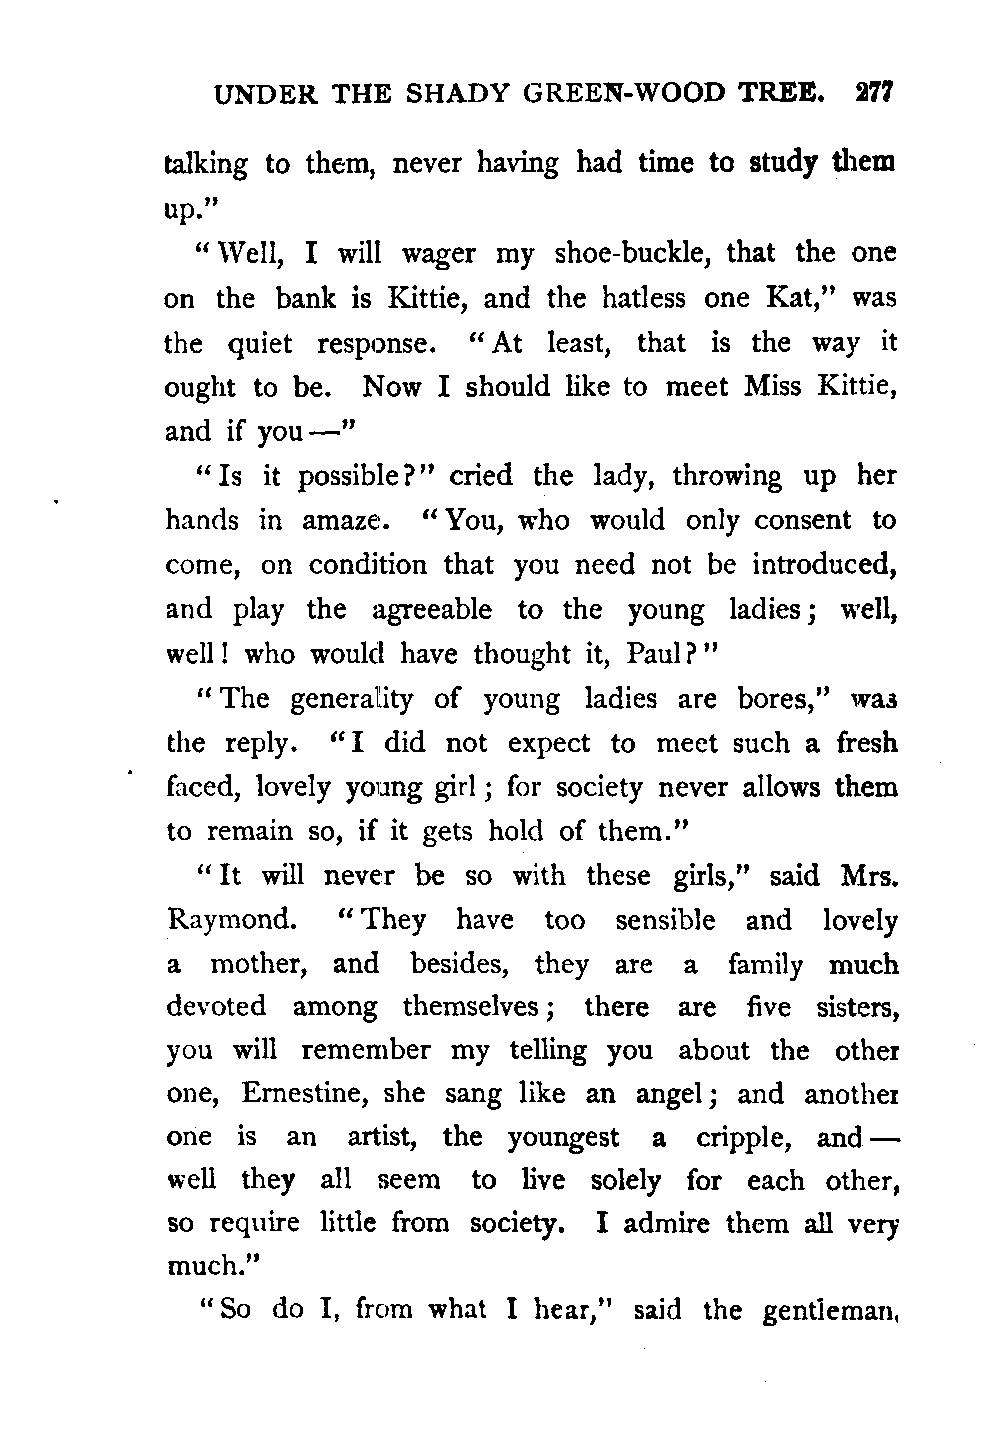 UNDER THE SHADY GREEN-WOOD TREE. 277
talking to them, never having had time to study them
up."
"Well, I will wager my shoe-buckle, that the one
on the bank is Kittie, and the hatless one Kat," was
the quiet response. "At least, that is the way it
ought to be. Now I should like to meet Miss Kittie,
and if you—"
"Is it possible?" cried the lady, throwing up her
hands in amaze. "You, who would only consent to
come, on condition that you need not be introduced,
and play the agreeable to the young ladies; well,
well! who would have thought it, Paul?"
"The generality of young ladies are bores," was
the reply. "I did not expect to meet such a fresh
faced, lovely young girl; for society never allows them
to remain so, if it gets hold of them."
"It will never be so with these girls," said Mrs.
Raymond. "They have too sensible and lovely
a mother, and besides, they are a family much
devoted among themselves; there are five sisters,
you will remember my telling you about the other
one, Ernestine, she sang like an angel; and another
one is an artist, the youngest a cripple, and—
well they all seem to live solely for each other,
so require little from society. I admire them all very
much."
"So do I, from what I hear," said the gentleman,